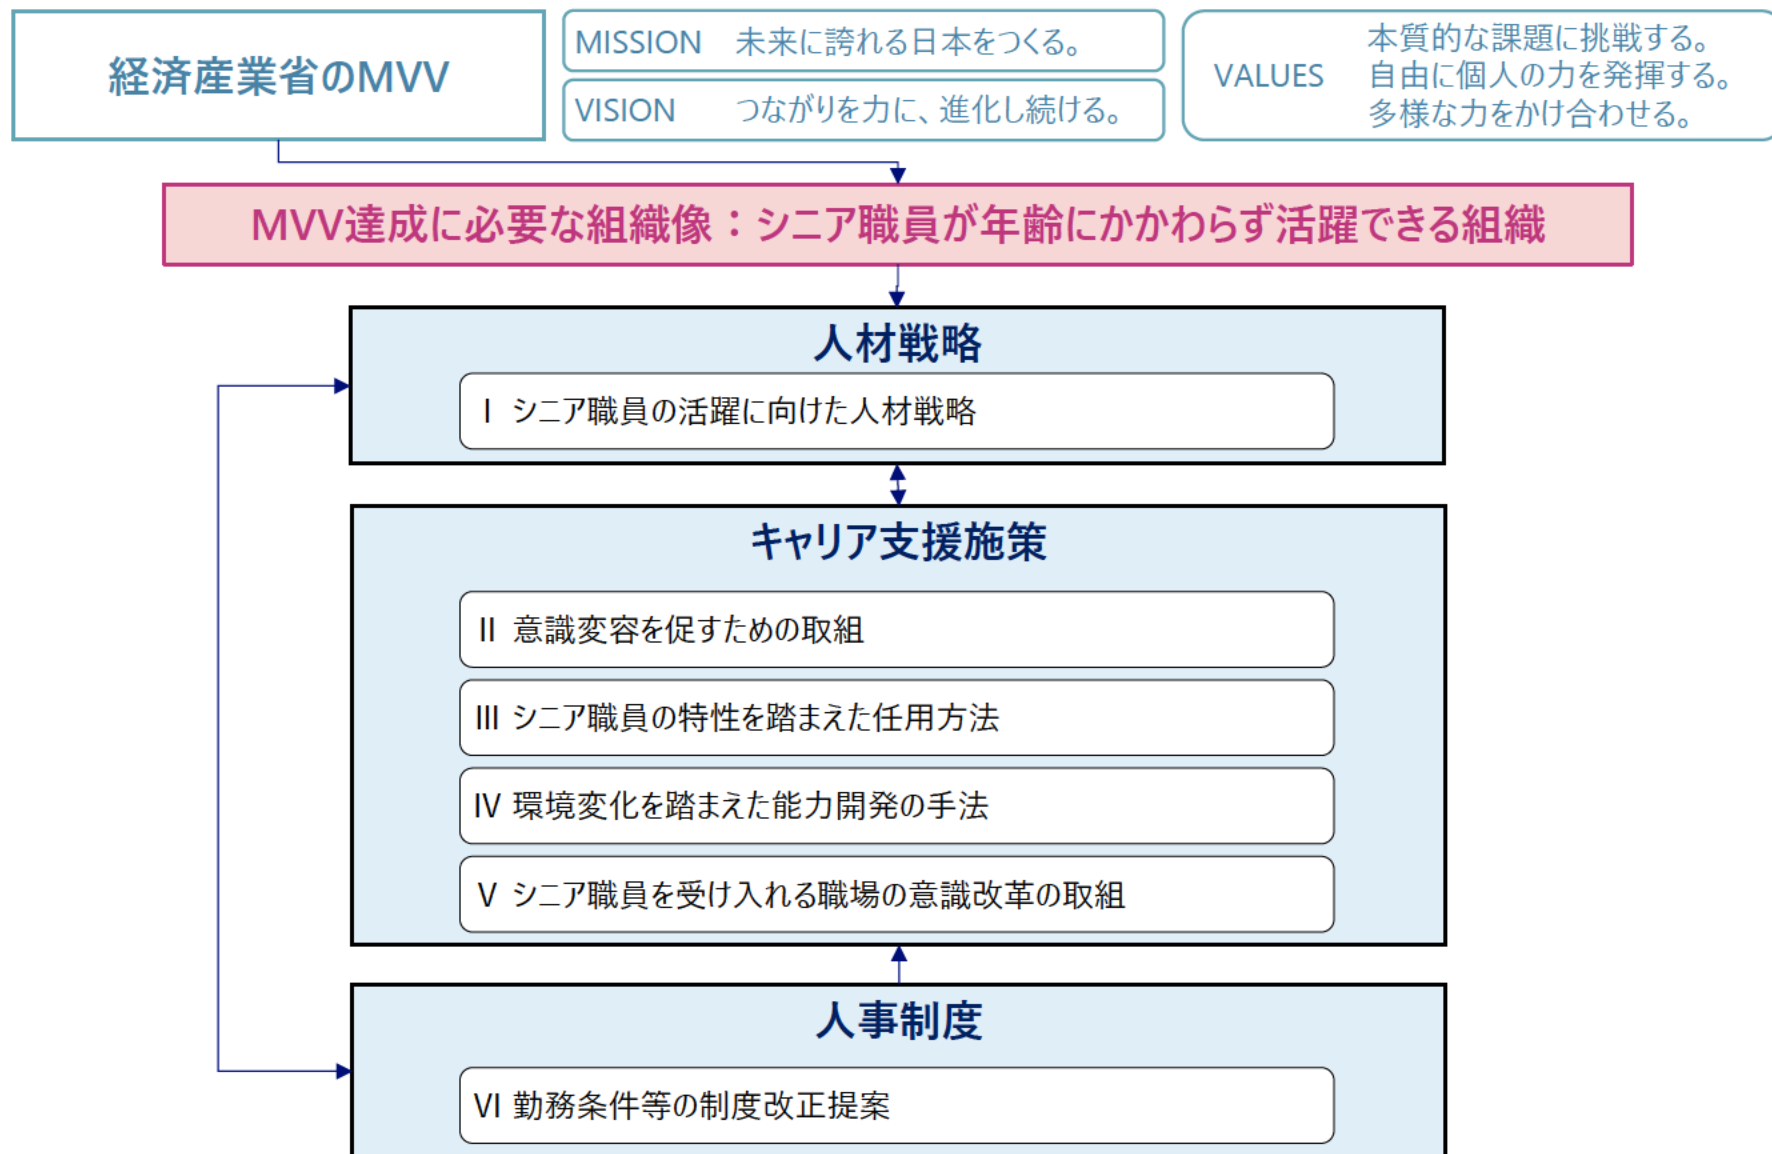 経済産業省のMVV
MISSION 未来に誇れる日本をつくる。
VISION つながりを力に、進化し続ける。
VALUES
本質的な課題に挑戦する。
自由に個人の力を発揮する。
多様な力をかけ合わせる。
MVV達成に必要な組織像：シニア職員が年齢にかかわらず活躍できる組織
人材戦略
Ⅰ シニア職員の活躍に向けた人材戦略
キャリア支援施策
Ⅱ 意識変容を促すための取組
Ⅲ シニア職員の特性を踏まえた任用方法
Ⅳ 環境変化を踏まえた能力開発の手法
Ⅴ シニア職員を受け入れる職場の意識改革の取組
人事制度
Ⅵ 勤務条件等の制度改正提案